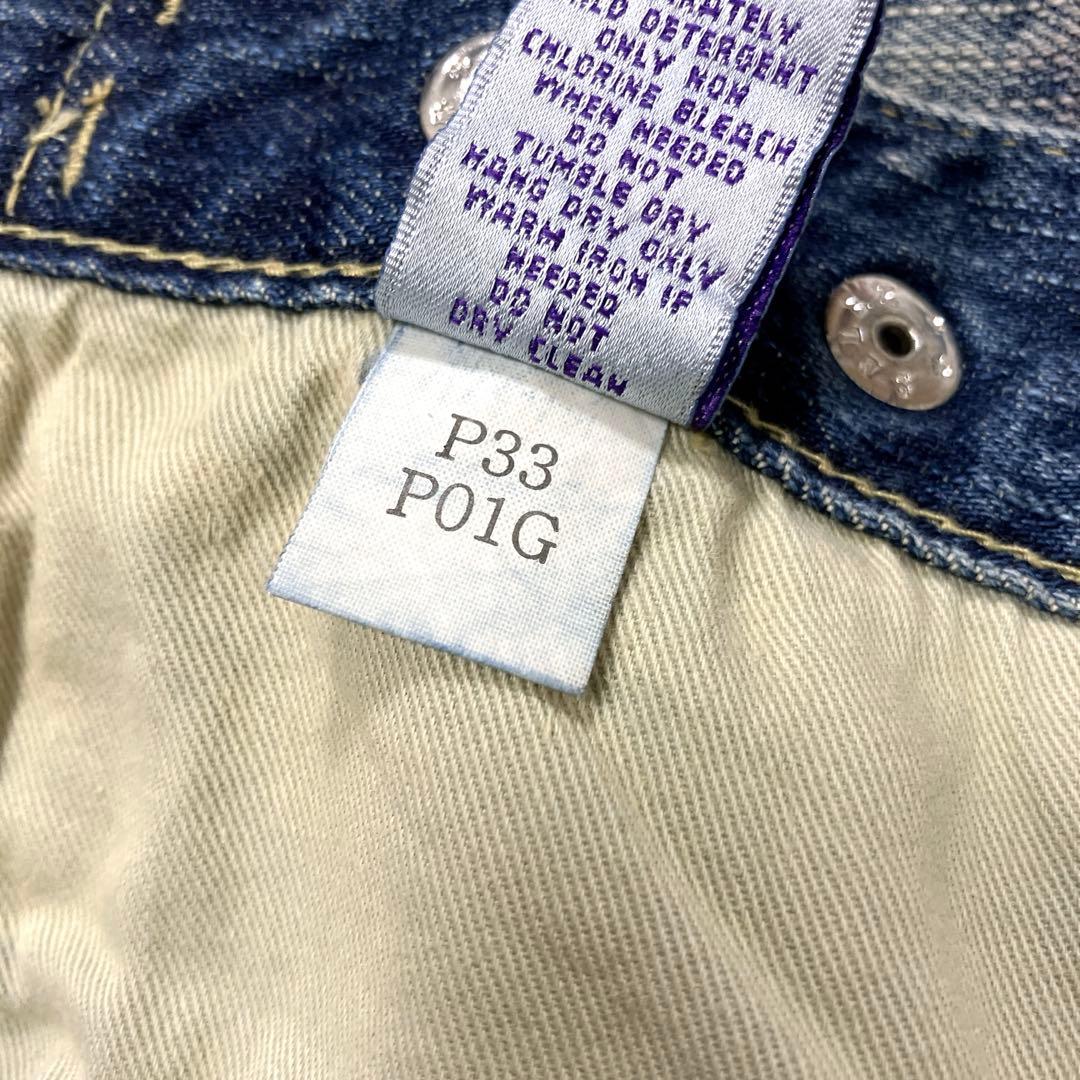 DETERGENT
ONLY NON
CHLORINE BLEACH
WHEN NEEDED
DO NOT
TUMBLE DRY
HANG DRY ONLY
WARM IRON IF
NEEDED
DO NOT
DRY CLEAN
P33
P01G